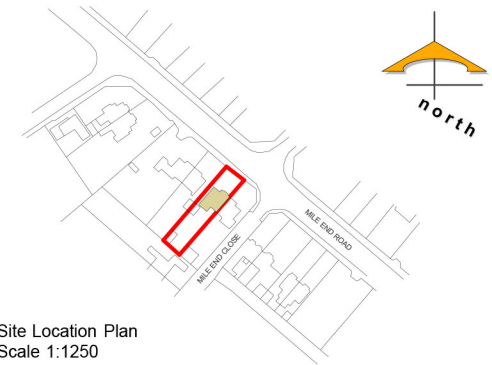 north
MILE END ROAD
MILE END CLOSE
Site Location Plan
Scale 1:1250